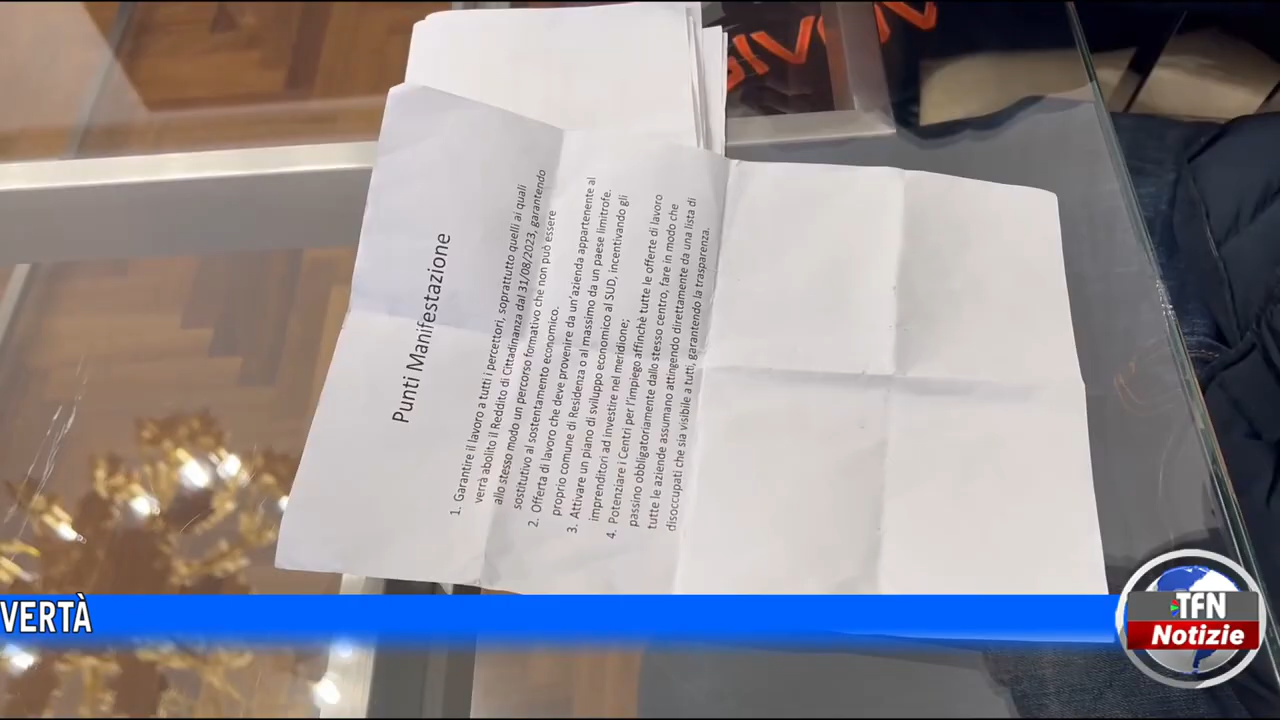 Punti Manifestazione
1. Garantire il lavoro a tutti i percettori, soprattutto quelli ai quali
verrà abolito il Reddito di Cittadinanza dal 31/08/2023, garantendo
allo stesso modo un percorso formativo che non può essere
sostitutivo al sostentamento economico.
2. Offerta di lavoro che deve provenire da un'azienda appartenente al
proprio comune di Residenza o al massimo da un paese limitrofe.
3. Attivare un piano di sviluppo economico al SUD, incentivando gli
imprenditori ad investire nel meridione;
4. Potenziare i Centri per l'impiego affinchè tutte le offerte di lavoro
passino obbligatoriamente dallo stesso centro, fare in modo che
tutte le aziende assumano attingendo direttamente da una lista di
disoccupati che sia visibile a tutti, garantendo la trasparenza.
VERTÀ
TFN
Notizie